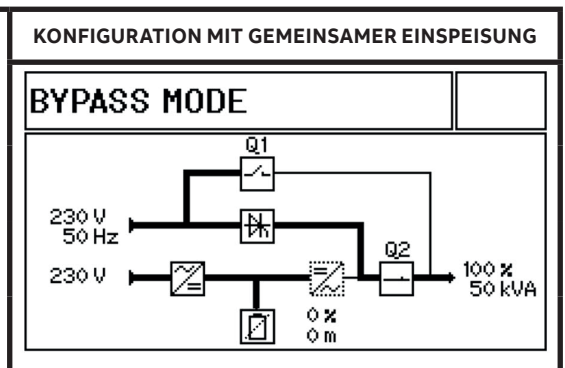 KONFIGURATION MIT GEMEINSAMER EINSPEISUNG
BYPASS MODE
Q1
230 V
50 Hz
Q2
230 V
100 %
50 kVA
0 %
0 m